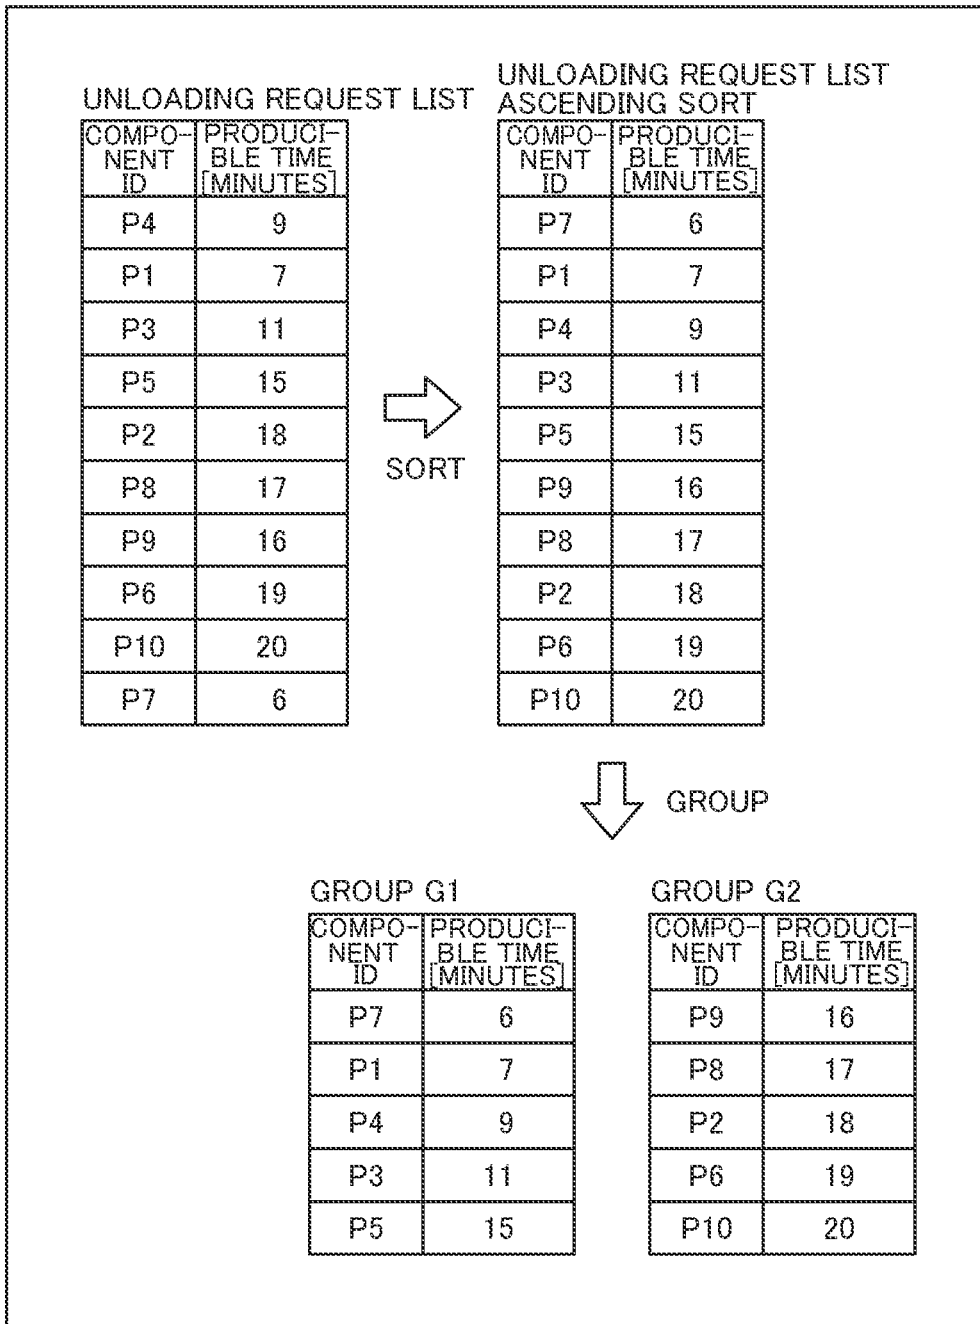 UNLOADING REQUEST LIST
COMPO-
NENT
ID
PRODUCI-
BLE TIME
[MINUTES]
P4 9
P1 7
P3 11
P5 15
P2 18
P8 17
P9 16
P6 19
P10 20
P7 6
SORT
UNLOADING REQUEST LIST
ASCENDING SORT
COMPO-
NENT
ID
PRODUCI-
BLE TIME
[MINUTES]
P7 6
P1 7
P4 9
P3 11
P5 15
P9 16
P8 17
P2 18
P6 19
P10 20
GROUP
GROUP G1
COMPO-
NENT
ID
PRODUCI-
BLE TIME
[MINUTES]
P7 6
P1 7
P4 9
P3 11
P5 15
GROUP G2
COMPO-
NENT
ID
PRODUCI-
BLE TIME
[MINUTES]
P9 16
P8 17
P2 18
P6 19
P10 20